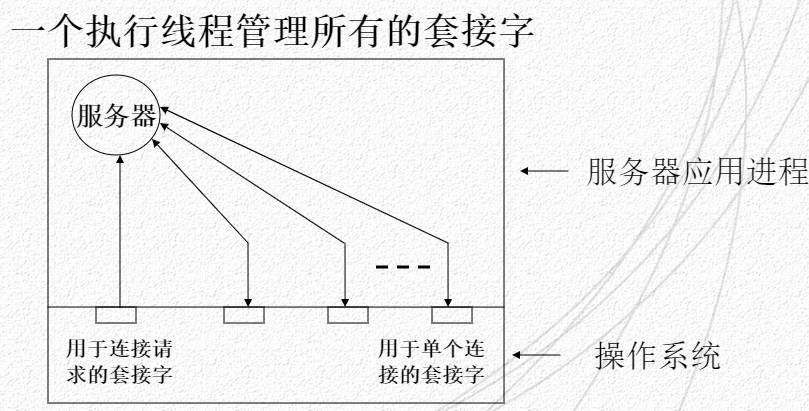 一个执行线程管理所有的套接字
服务器
服务器应用进程
用于连接请
求的套接字
用于单个连
接的套接字
操作系统